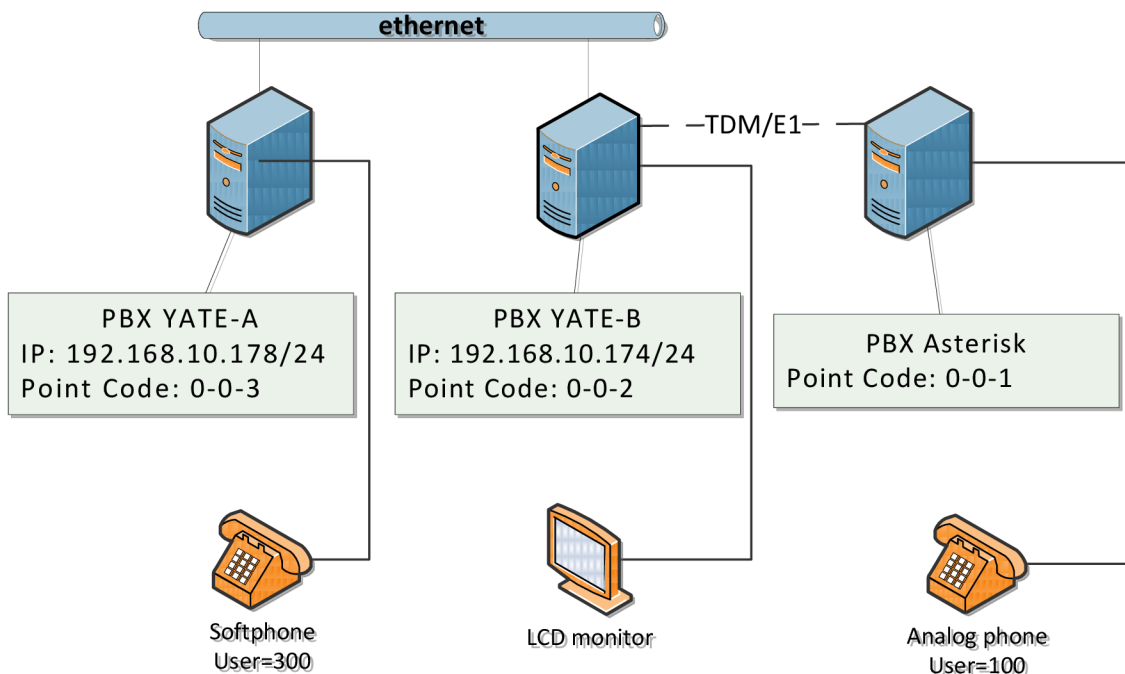 ethernet
TDM/E1
PBX YATE-A
IP: 192.168.10.178/24
Point Code: 0-0-3
PBX YATE-B
IP: 192.168.10.174/24
Point Code: 0-0-2
PBX Asterisk
Point Code: 0-0-1
Softphone
User=300
LCD monitor
Analog phone
User=100